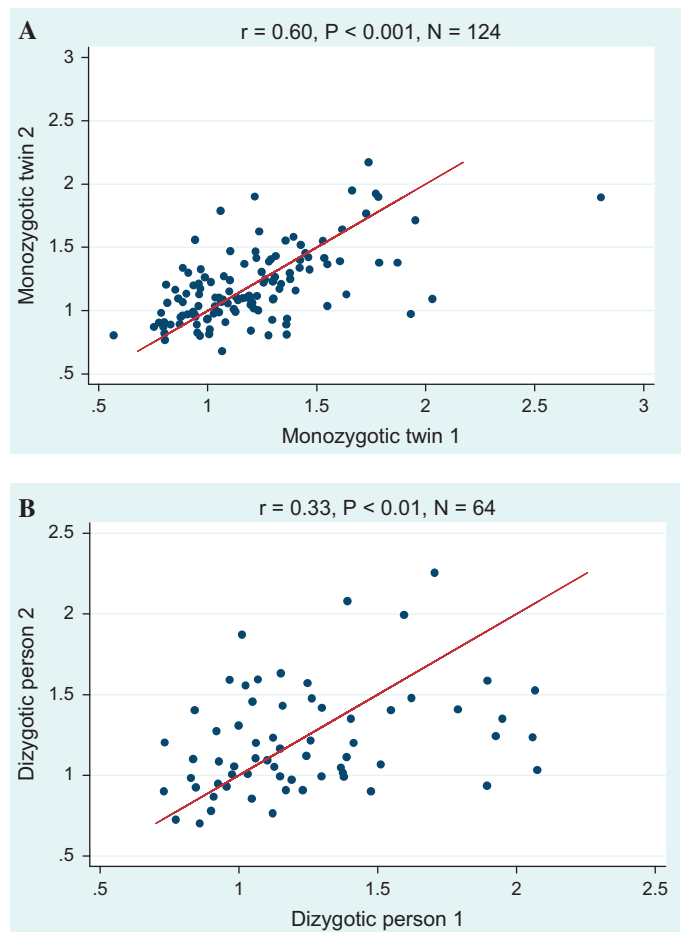 A
r = 0.60, P < 0.001, N = 124
Monozygotic twin 2
3
2.5
2
1.5
1
.5
.5 1 1.5 2 2.5 3
Monozygotic twin 1
B
r = 0.33, P < 0.01, N = 64
Dizygotic person 2
2.5
2
1.5
1
.5
.5 1 1.5 2 2.5
Dizygotic person 1